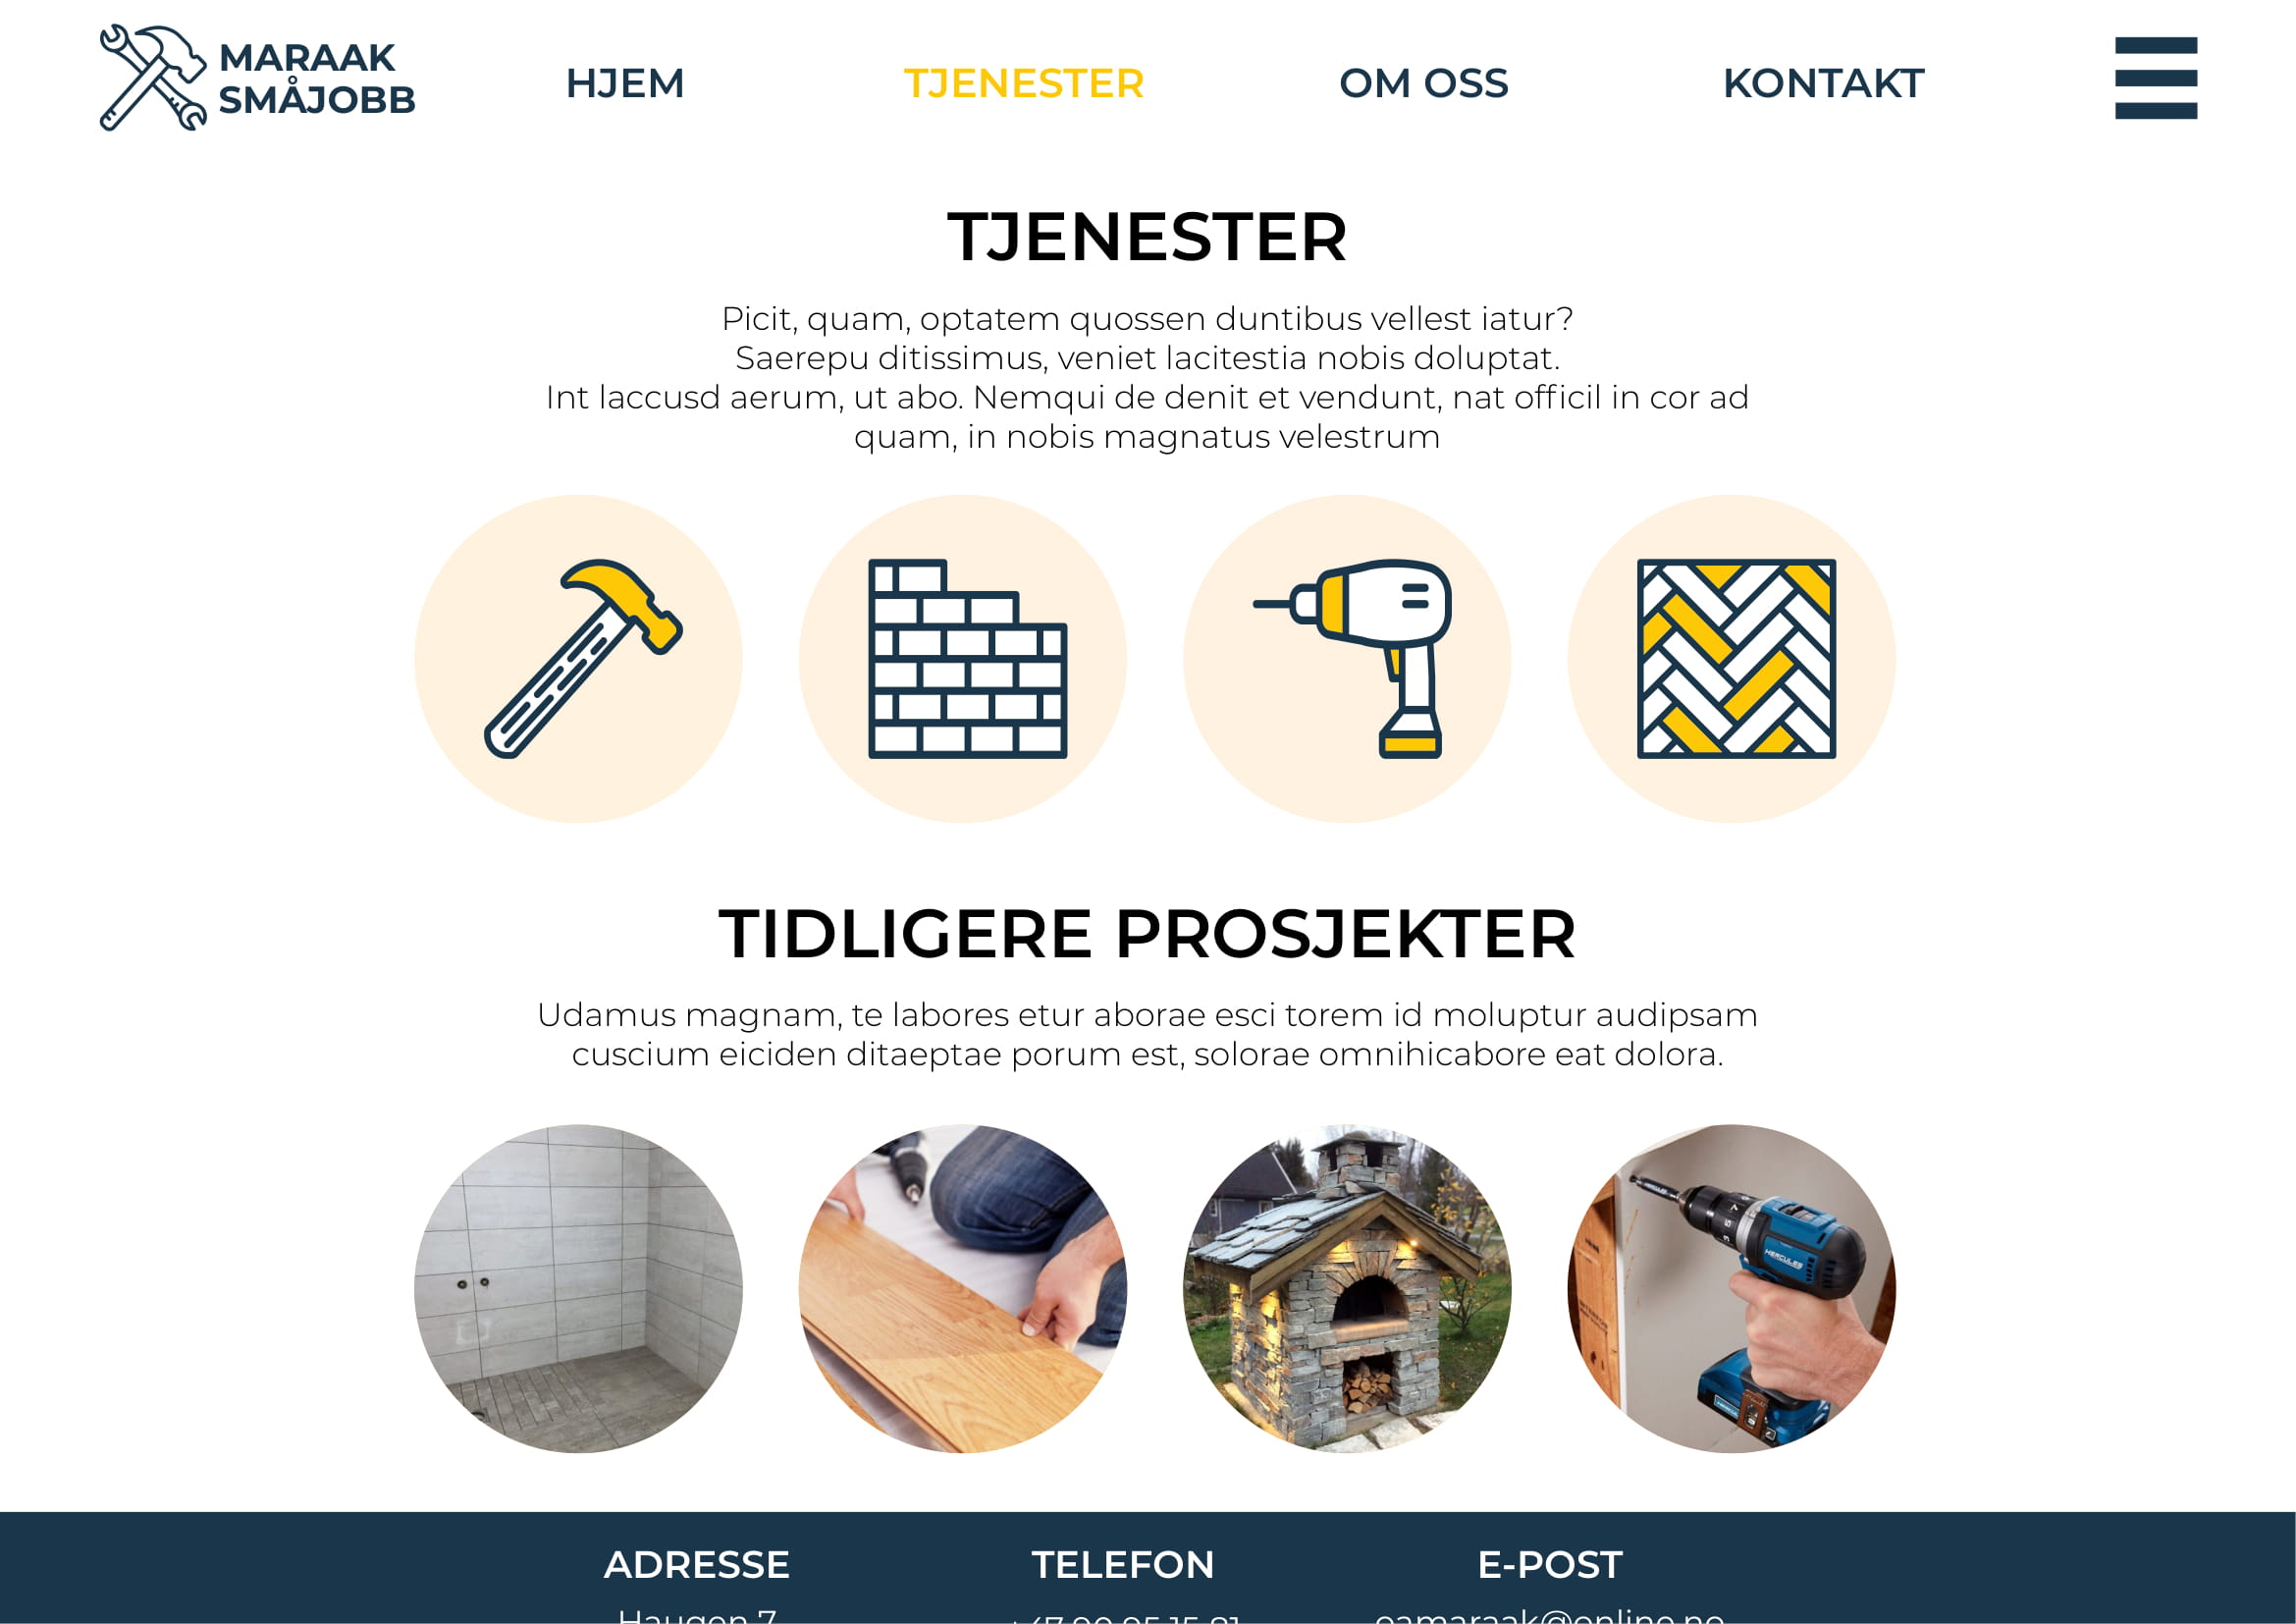 MARAAK
SMÅJOBB
HJEM
TJENESTER
OM OSS
KONTAKT
TJENESTER
Picit, quam, optatem quossen duntibus vellest iatur?
Saerepu ditissimus, veniet lacitestia nobis doluptat.
Int laccusd aerum, ut abo. Nemqui de denit et vendunt, nat officil in cor ad
quam, in nobis magnatus velestrum
TIDLIGERE PROSJEKTER
Udamus magnam, te labores etur aborae esci torem id moluptur audipsam
cuscium eiciden ditaeptae porum est, solorae omnihicabore eat dolora.
HERCULES
ADRESSE
TELEFON
E-POST
Haugen 7